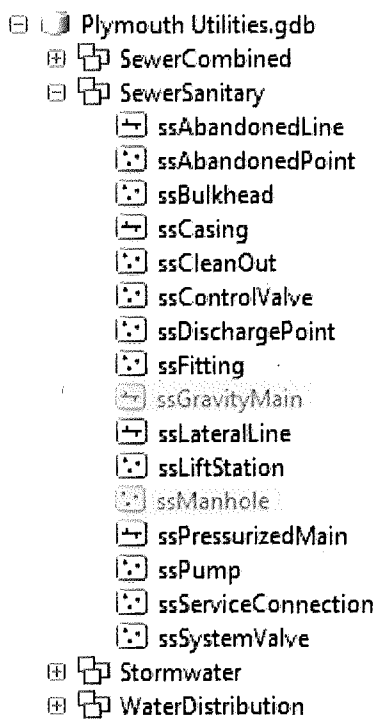 Plymouth Utilities.gdb
SewerCombined
SewerSanitary
ssAbandonedLine
ssAbandonedPoint
ssBulkhead
ssCasing
ssCleanOut
ssControlValve
ssDischargePoint
ssFitting
ssGravityMain
ssLateralLine
ssLiftStation
ssManhole
ssPressurizedMain
ssPump
ssServiceConnection
ssSystemValve
Stormwater
WaterDistribution